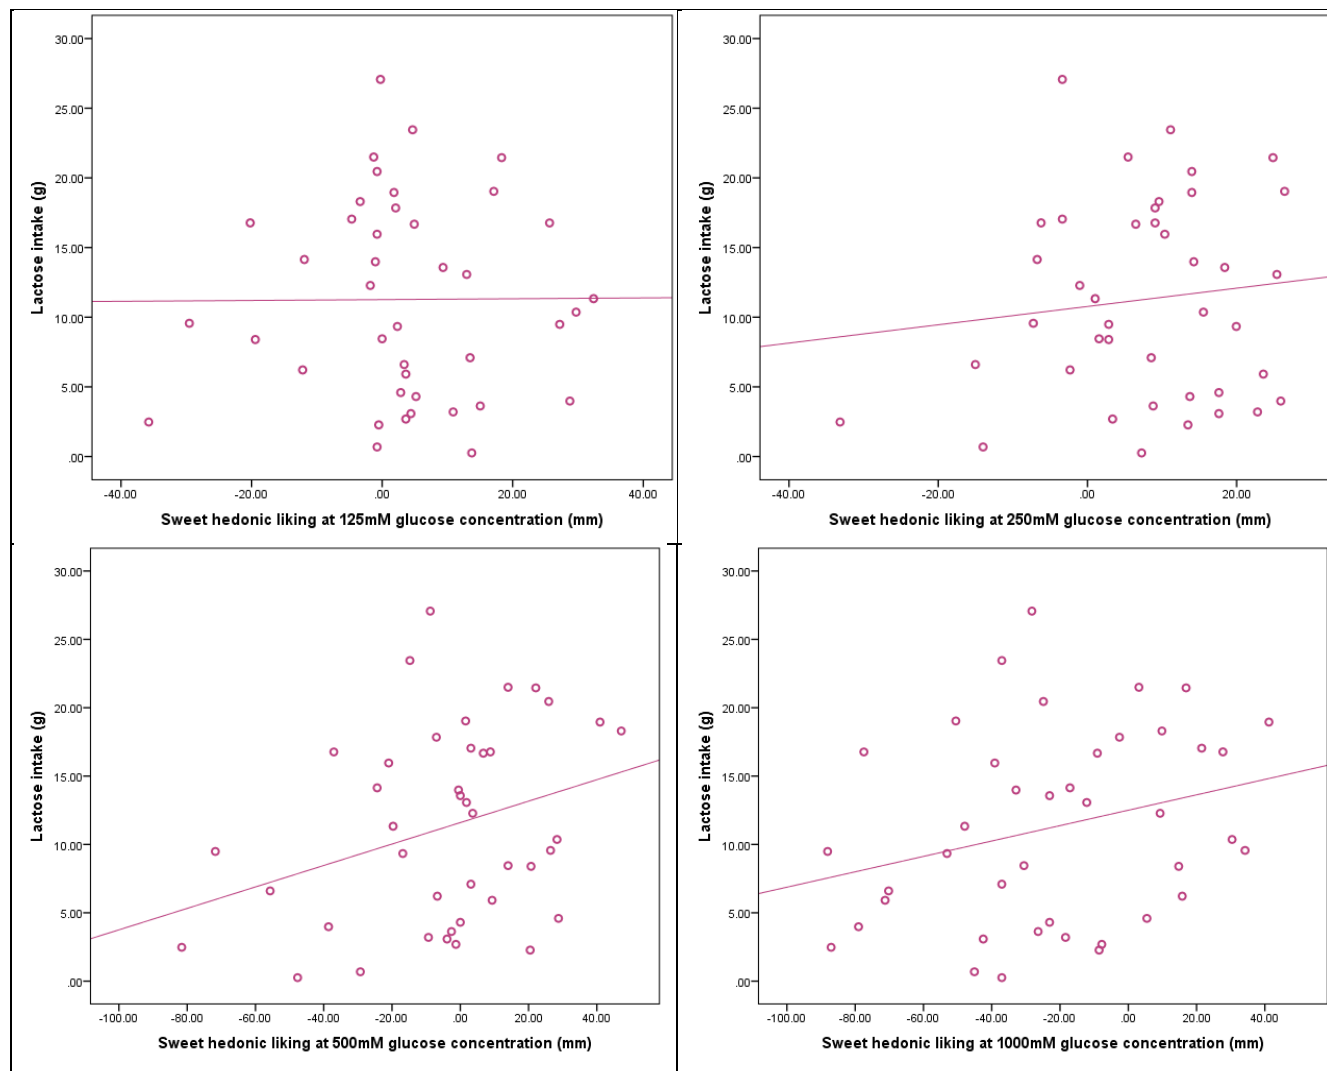 30.00
25.00
20.00
15.00
10.00
5.00
.00
Lactose intake (g)
-40.00 -20.00 .00 20.00 40.00
Sweet hedonic liking at 125mM glucose concentration (mm)
30.00
25.00
20.00
15.00
10.00
5.00
.00
Lactose intake (g)
-40.00 -20.00 .00 20.00
Sweet hedonic liking at 250mM glucose concentration (mm)
30.00
25.00
20.00
15.00
10.00
5.00
.00
Lactose intake (g)
-100.00 -80.00 -60.00 -40.00 -20.00 .00 20.00 40.00
Sweet hedonic liking at 500mM glucose concentration (mm)
30.00
25.00
20.00
15.00
10.00
5.00
.00
Lactose intake (g)
-100.00 -80.00 -60.00 -40.00 -20.00 .00 20.00 40.00
Sweet hedonic liking at 1000mM glucose concentration (mm)